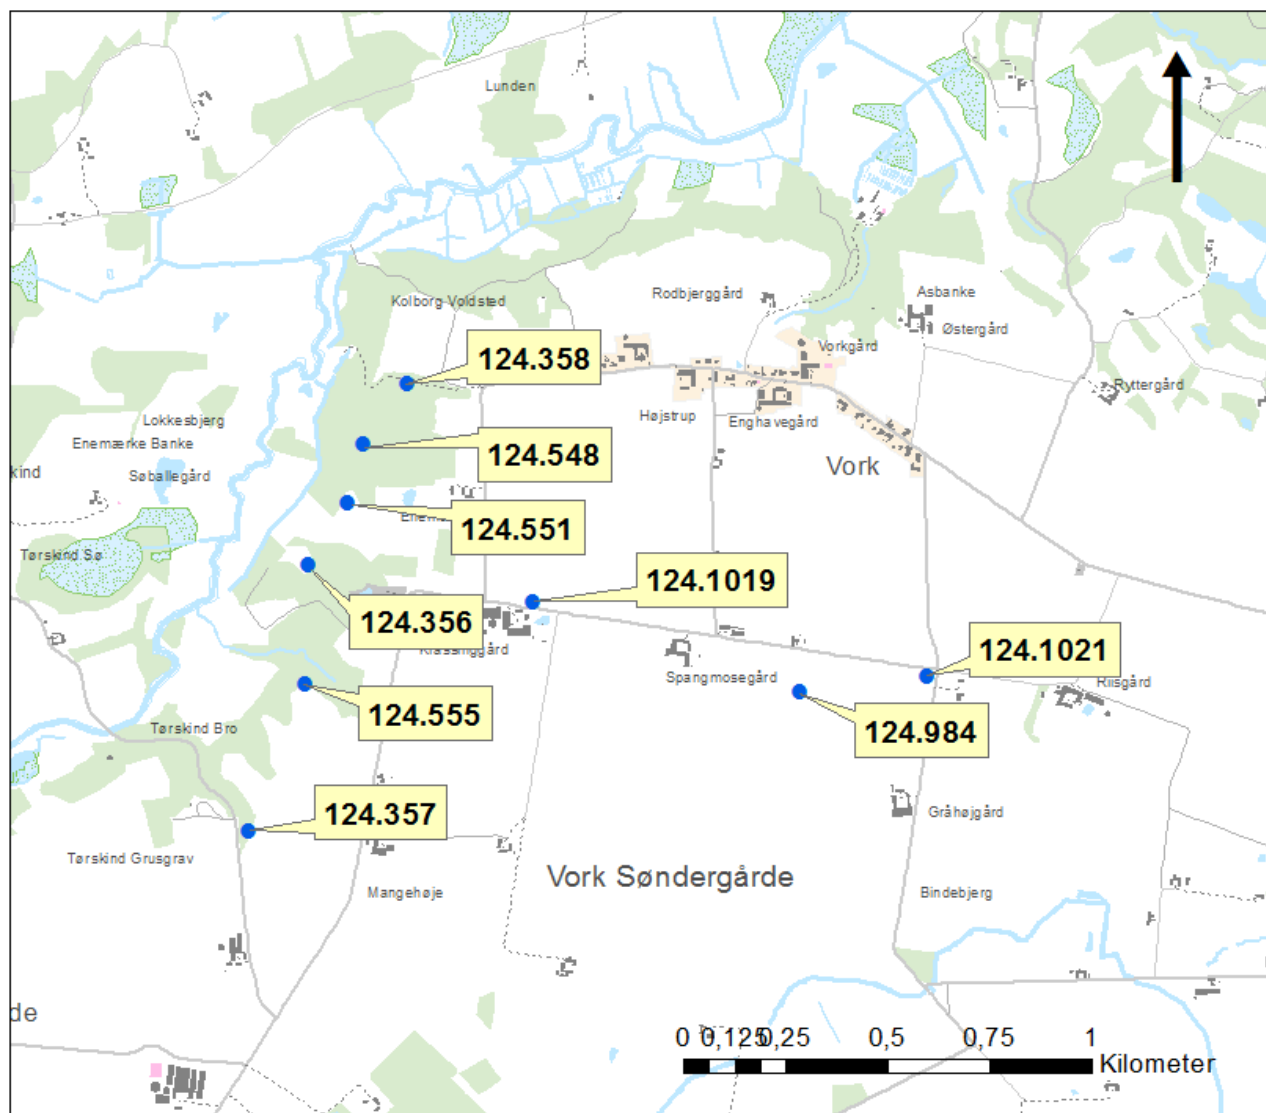 Lunden
Kolborg Voldsted
Rodbjerggård
Asbanke
Østergård
Vorkgård
124.358
Ryttergård
Højstrup
Enghavegård
Lokkesbjerg
Enemærke Banke
124.548
Vork
kind
Søballegård
124.551
Tørskind Sø
124.1019
124.356
124.1021
Spangmosegård
Riisgård
124.555
Tørskind Bro
124.984
124.357
Gråhøjgård
Tørskind Grusgrav
Vork Søndergårde
Mangehøje
Bindebjerg
de
0 0,125 0,25 0,5 0,75 1
Kilometer